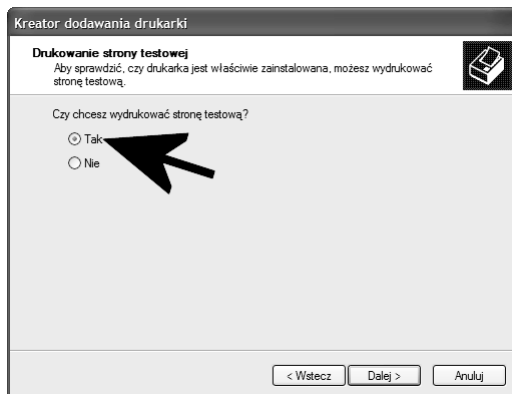 Kreator dodawania drukarki
Drukowanie strony testowej
Aby sprawdzić, czy drukarka jest właściwie zainstalowana, możesz wydrukować
stronę testową.
Czy chcesz wydrukować stronę testową?
Tak
Nie
< Wstecz Dalej > Anuluj